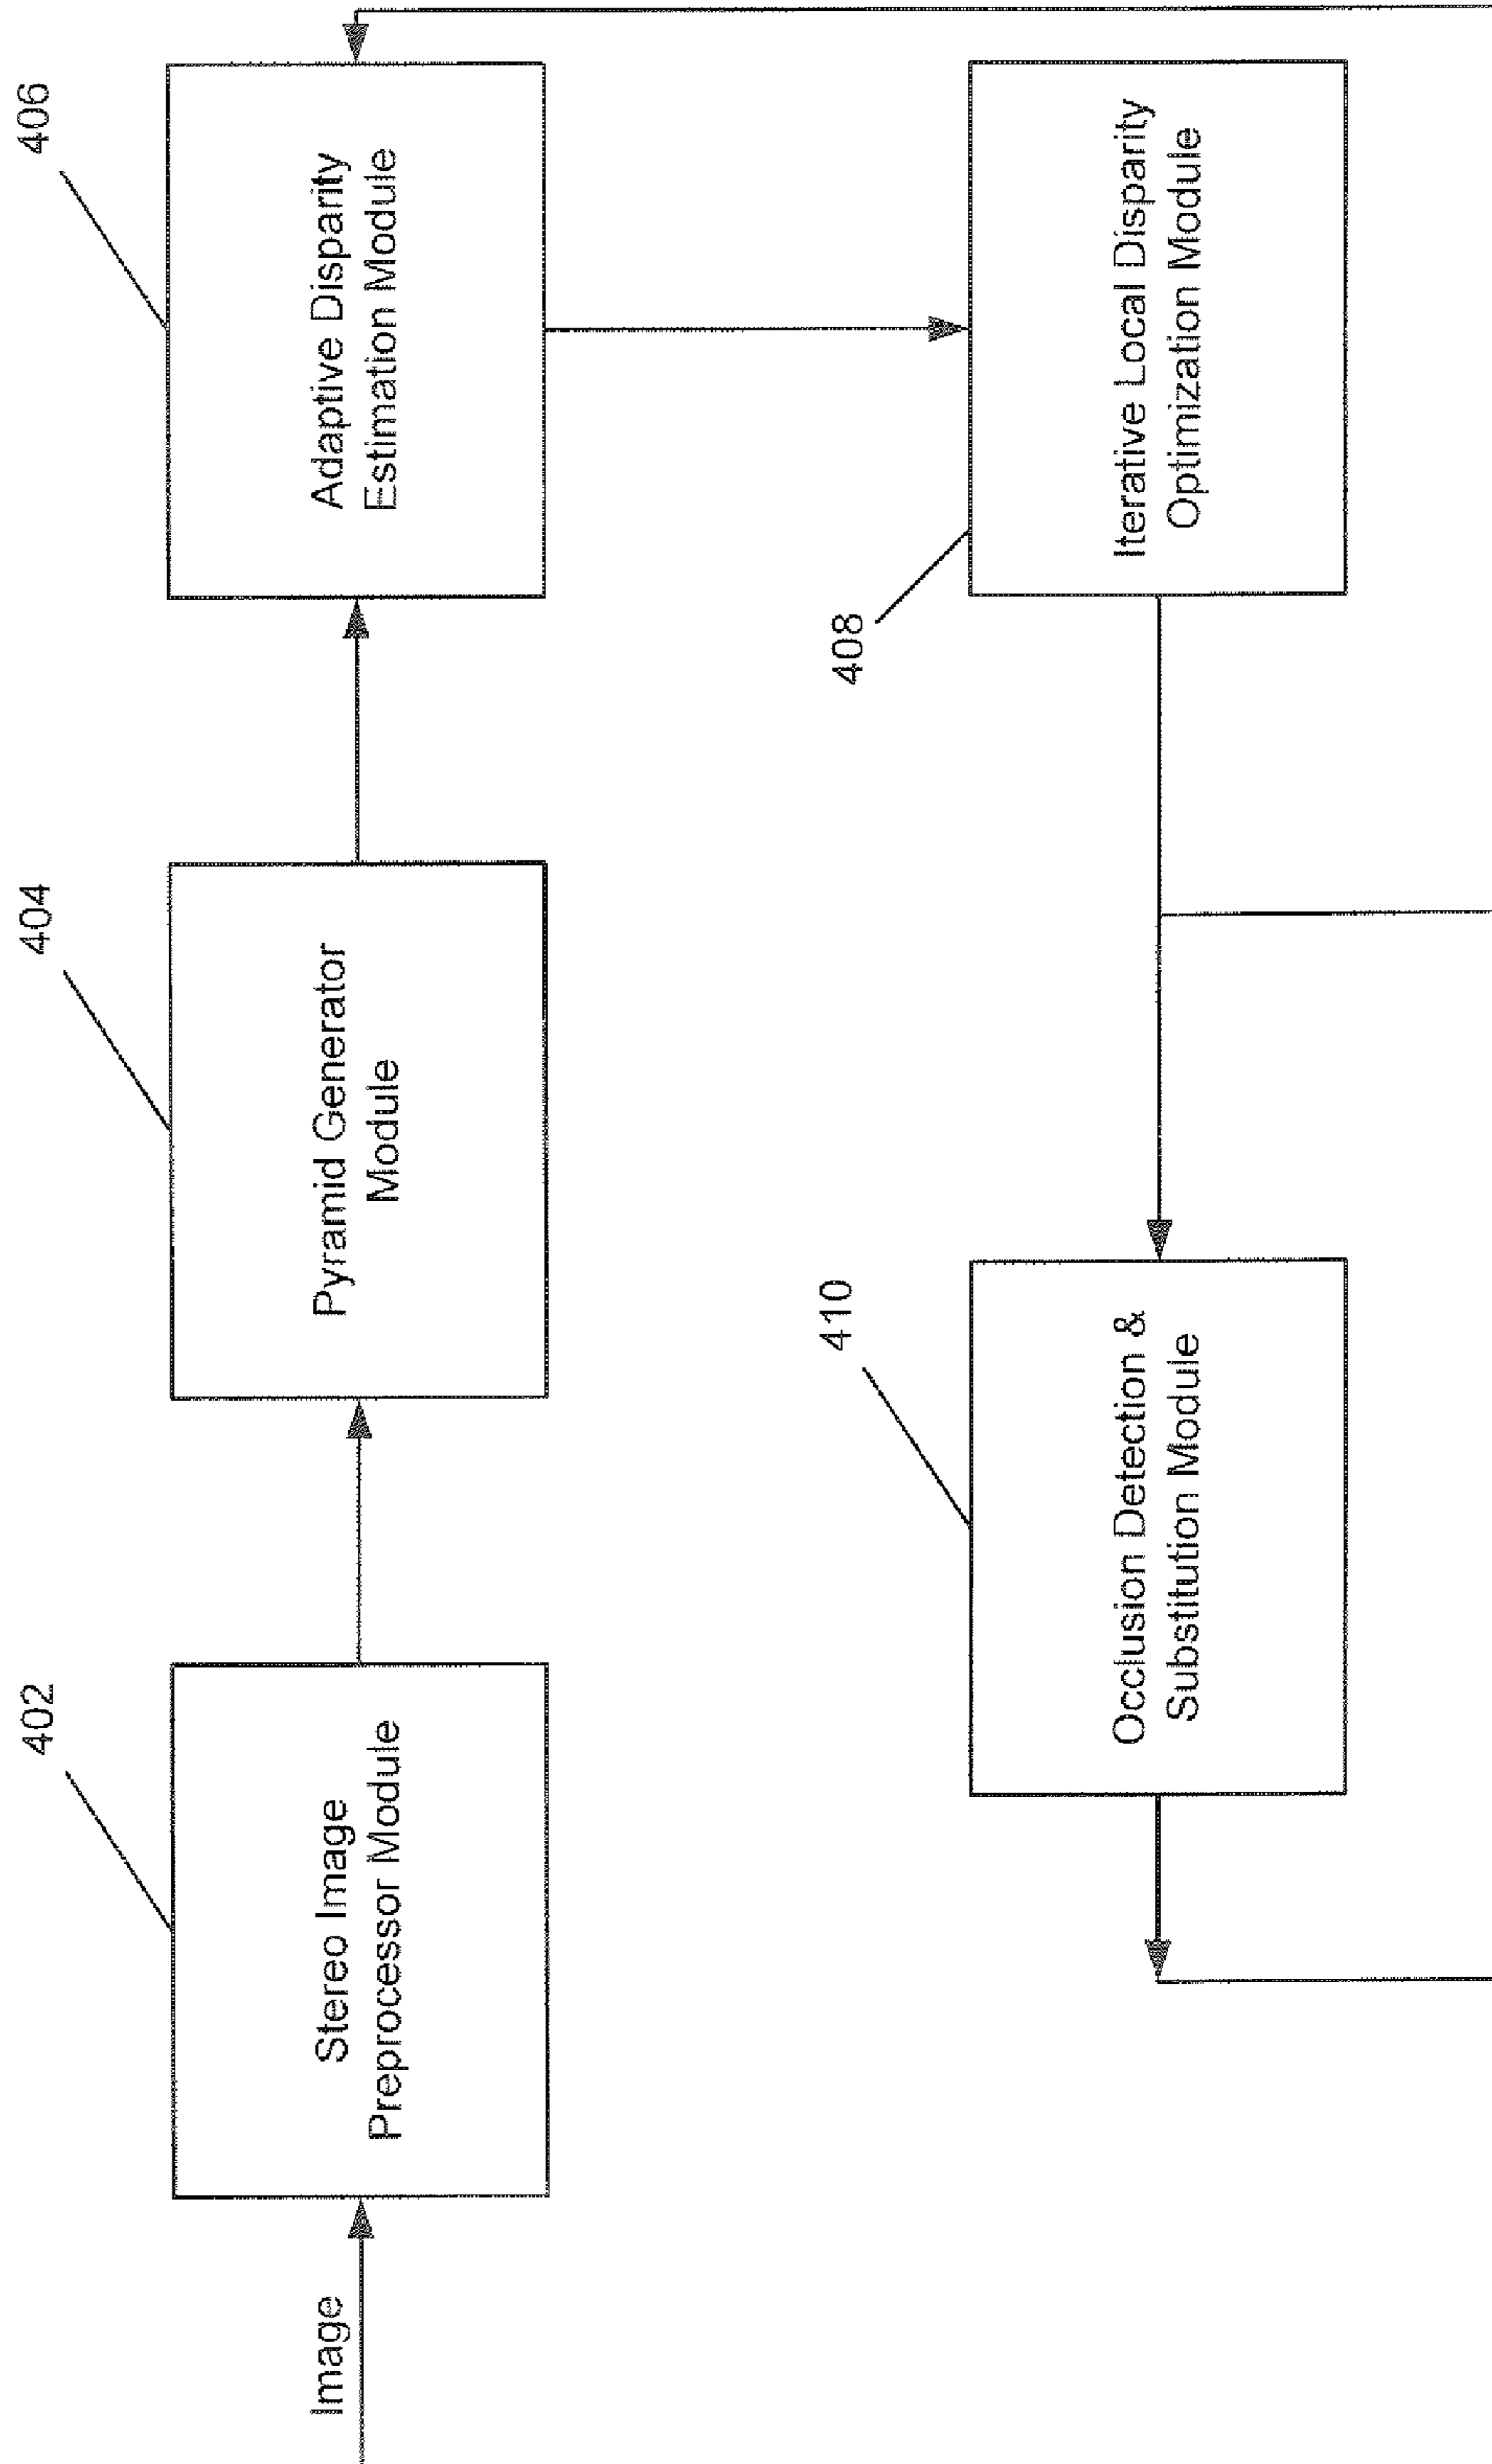 402
404
406
Image
Stereo Image
Preprocessor Module
Pyramid Generator
Module
Adaptive Disparity
Estimation Module
410
408
Occlusion Detection &
Substitution Module
Iterative Local Disparity
Optimization Module